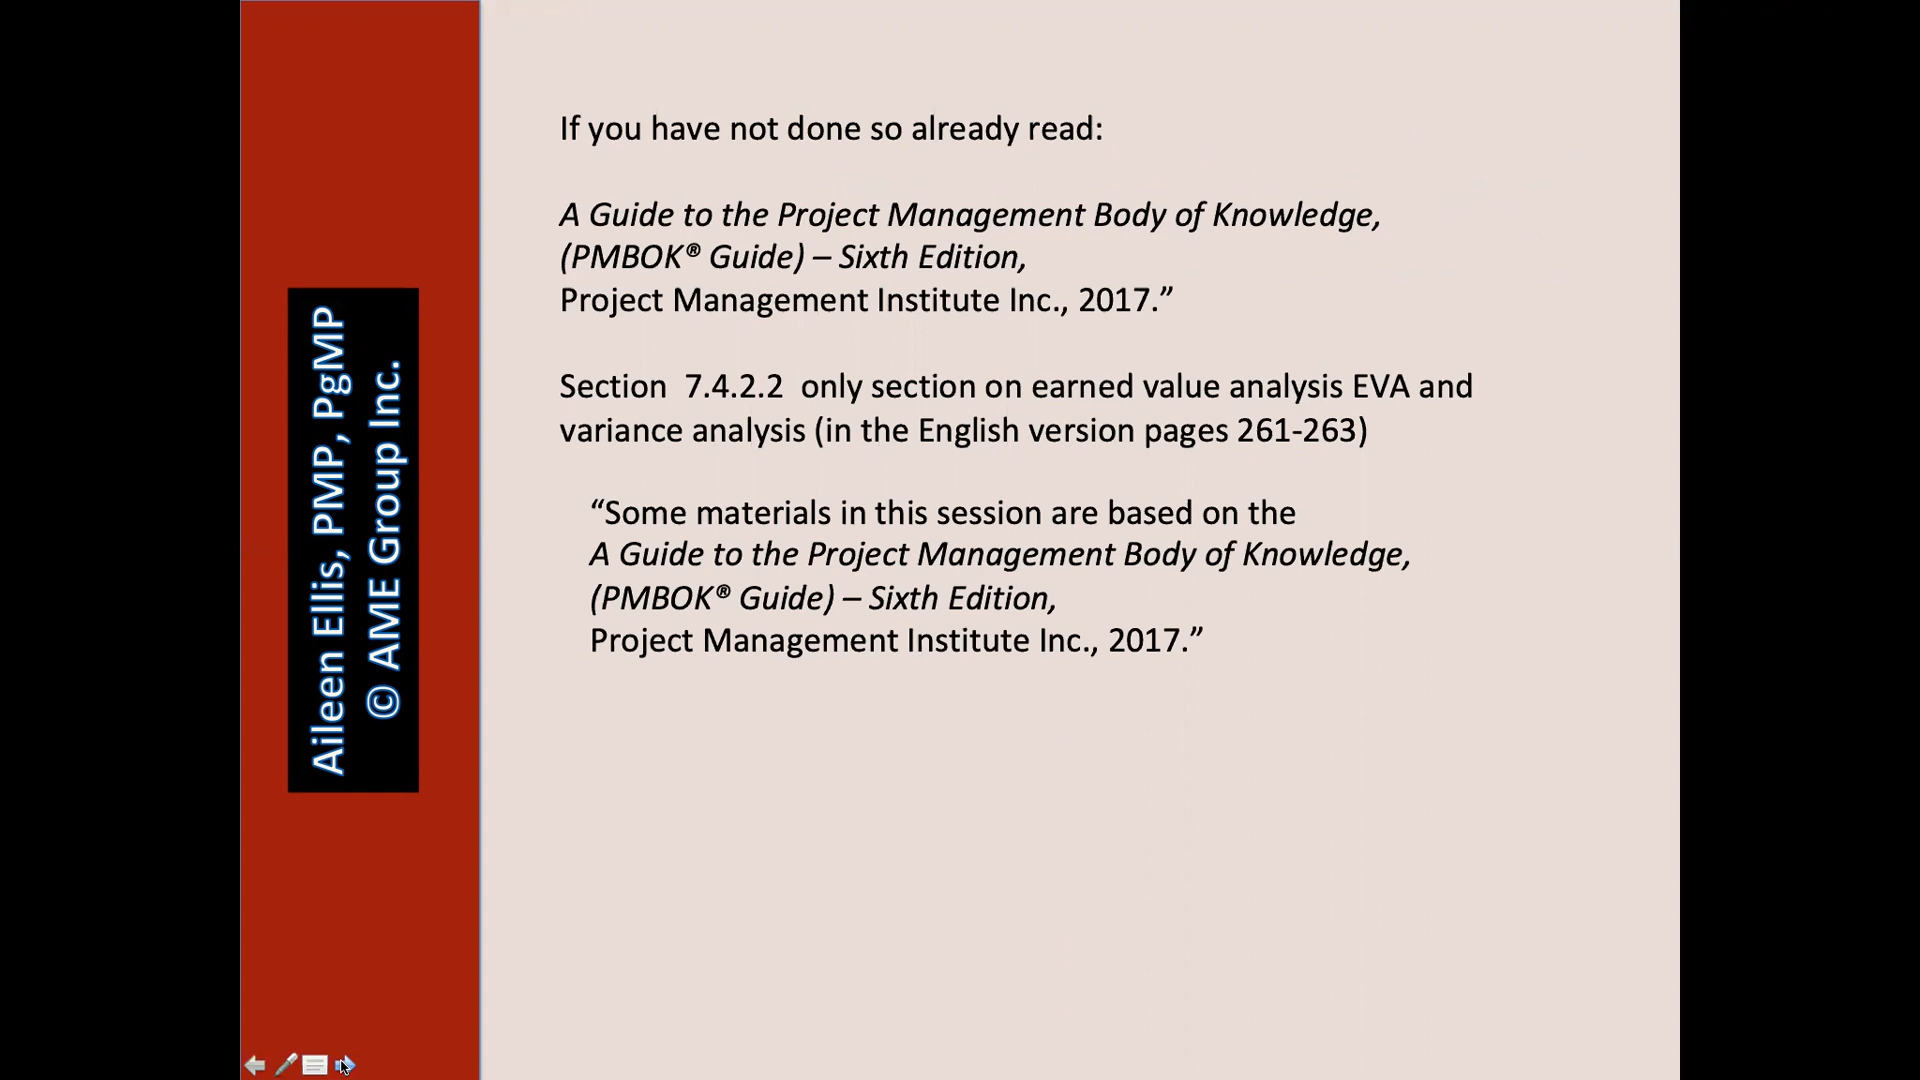 If you have not done so already read:
A Guide to the Project Management Body of Knowledge,
(PMBOK® Guide) – Sixth Edition,
Project Management Institute Inc., 2017.”
Section  7.4.2.2  only section on earned value analysis EVA and
variance analysis (in the English version pages 261-263)
“Some materials in this session are based on the
A Guide to the Project Management Body of Knowledge,
(PMBOK® Guide) – Sixth Edition,
Project Management Institute Inc., 2017.”
Aileen Ellis, PMP, PgMP
© AME Group Inc.